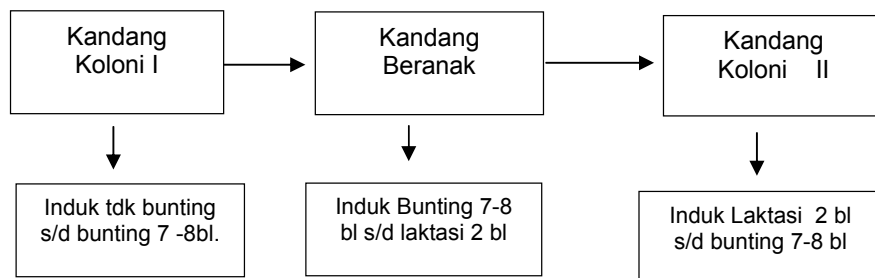 Kandang
Koloni I
Kandang
Beranak
Kandang
Koloni II
Induk tdk bunting
s/d bunting 7 -8bl.
Induk Bunting 7-8
bl s/d laktasi 2 bl
Induk Laktasi 2 bl
s/d bunting 7-8 bl